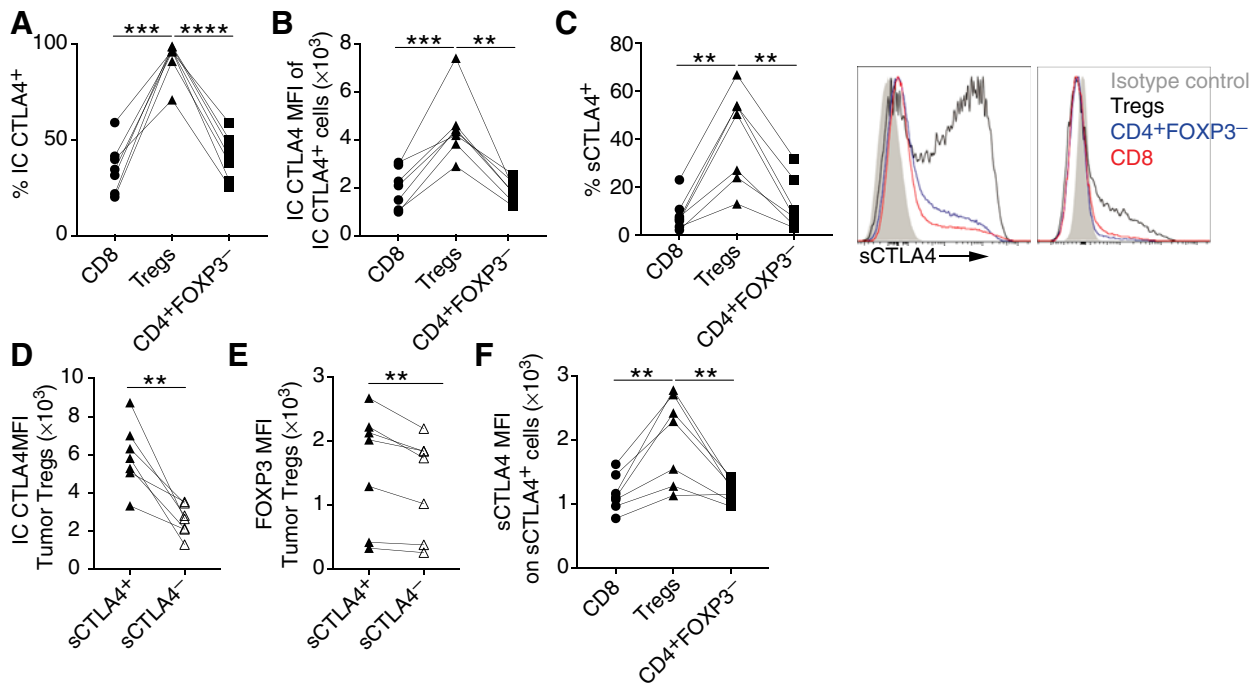 A
% IC CTLA4⁺
100
50
0
*** ****
CD8
Tregs
CD4⁺FOXP3⁻
B
IC CTLA4 MFI of
IC CTLA4⁺ cells (×10³)
8
6
4
2
0
*** **
CD8
Tregs
CD4⁺FOXP3⁻
C
% sCTLA4⁺
80
60
40
20
0
** **
CD8
Tregs
CD4⁺FOXP3⁻
Isotype control
Tregs
CD4⁺FOXP3⁻
CD8
sCTLA4
D
IC CTLA4MFI
Tumor Tregs (×10³)
10
8
6
4
2
0
**
sCTLA4⁺
sCTLA4⁻
E
FOXP3 MFI
Tumor Tregs (×10³)
3
2
1
0
**
sCTLA4⁺
sCTLA4⁻
F
sCTLA4 MFI
on sCTLA4⁺ cells (×10³)
3
2
1
0
** **
CD8
Tregs
CD4⁺FOXP3⁻